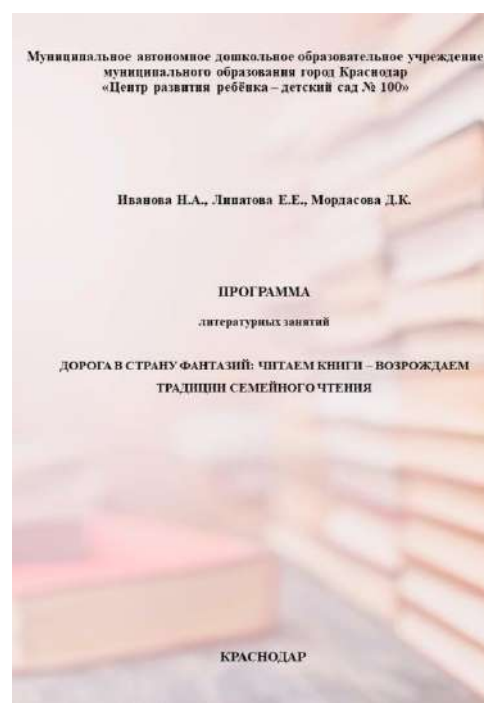 Муниципальное автономное дошкольное образовательное учреждение
муниципального образования город Краснодар
«Центр развития ребёнка – детский сад № 100»
Иванова Н.А., Липатова Е.Е., Мордасова Д.К.
ПРОГРАММА
литературных занятий
ДОРОГА В СТРАНУ ФАНТАЗИЙ: ЧИТАЕМ КНИГИ – ВОЗРОЖДАЕМ
ТРАДИЦИИ СЕМЕЙНОГО ЧТЕНИЯ
КРАСНОДАР